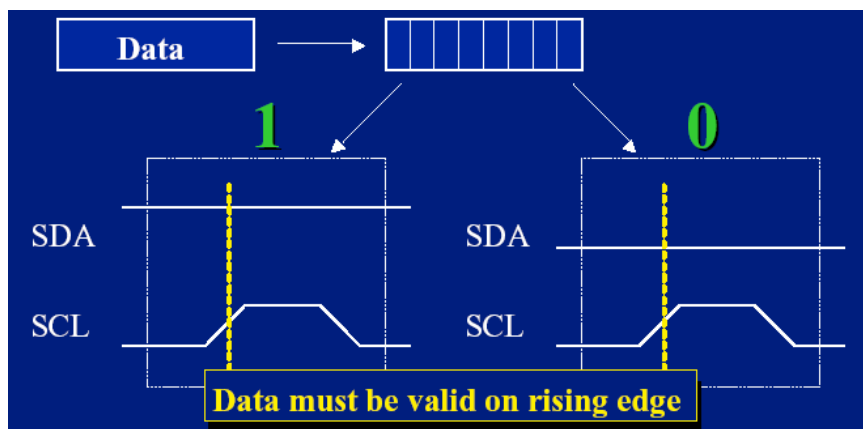 Data
1 0
SDA SDA
SCL SCL
Data must be valid on rising edge